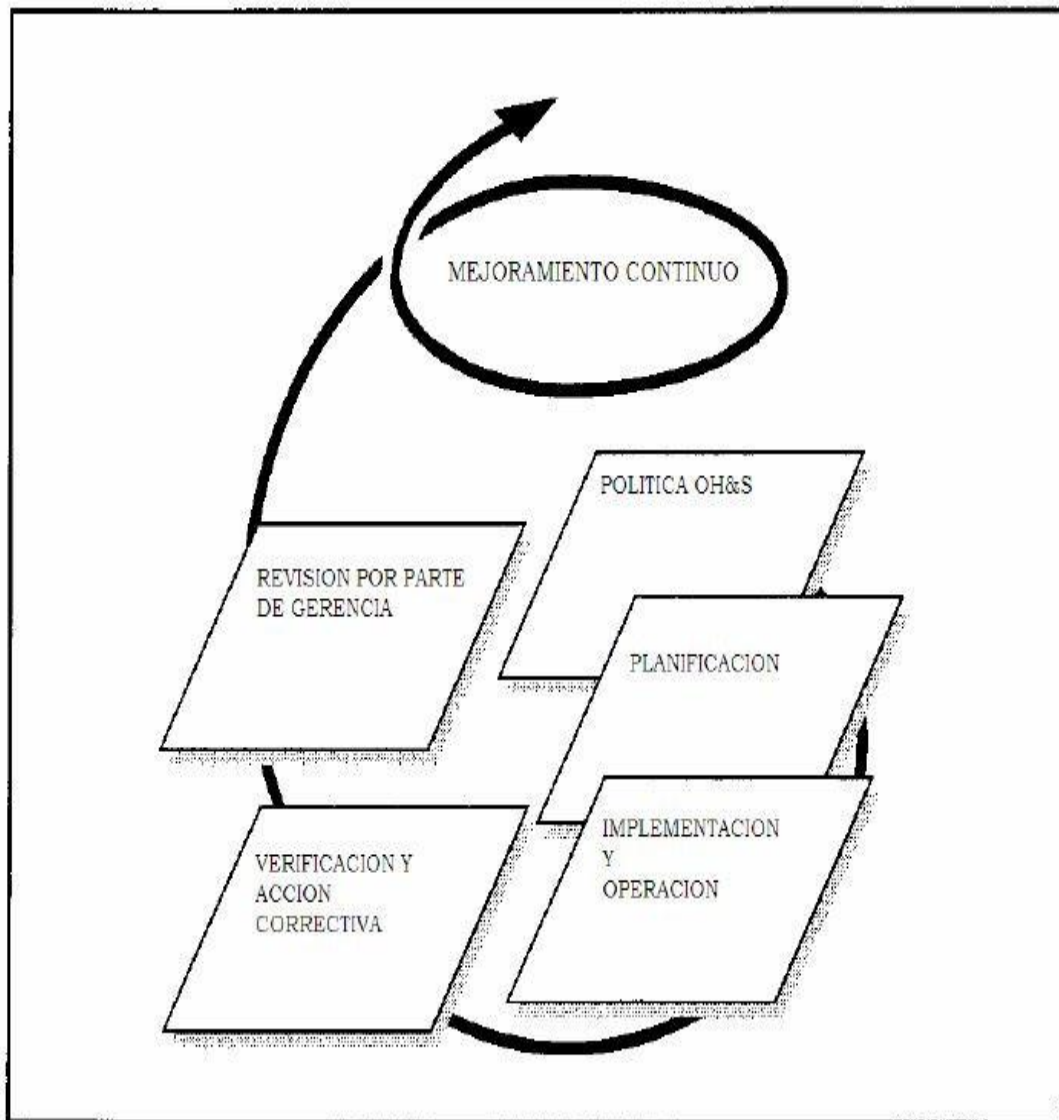 MEJORAMIENTO CONTINUO
POLITICA OH&S
REVISION POR PARTE
DE GERENCIA
PLANIFICACION
IMPLEMENTACION
Y
OPERACION
VERIFICACION Y
ACCION
CORRECTIVA